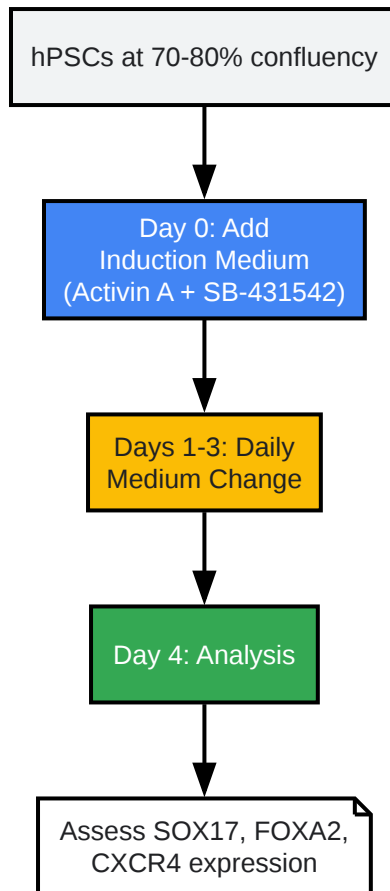 hPSCs at 70-80% confluency
Day 0: Add
Induction Medium
(Activin A + SB-431542)
Days 1-3: Daily
Medium Change
Day 4: Analysis
Assess SOX17, FOXA2,
CXCR4 expression